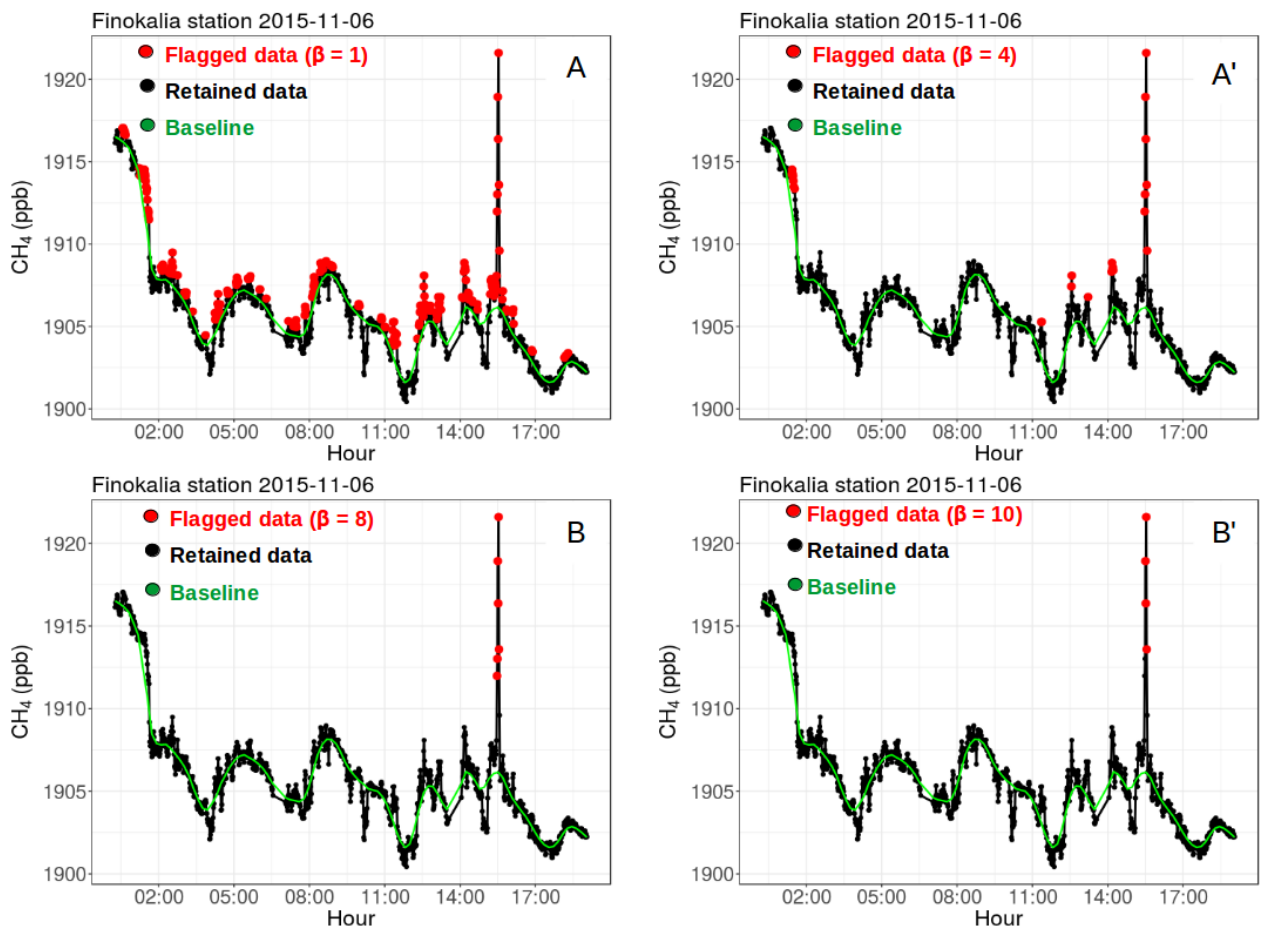 Finokalia station 2015-11-06
Flagged data (β = 1)
Retained data
Baseline
A
1920
1915
1910
1905
1900
CH₄ (ppb)
02:00 05:00 08:00 11:00 14:00 17:00
Hour
Finokalia station 2015-11-06
Flagged data (β = 4)
Retained data
Baseline
A'
1920
1915
1910
1905
1900
CH₄ (ppb)
02:00 05:00 08:00 11:00 14:00 17:00
Hour
Finokalia station 2015-11-06
Flagged data (β = 8)
Retained data
Baseline
B
1920
1915
1910
1905
1900
CH₄ (ppb)
02:00 05:00 08:00 11:00 14:00 17:00
Hour
Finokalia station 2015-11-06
Flagged data (β = 10)
Retained data
Baseline
B'
1920
1915
1910
1905
1900
CH₄ (ppb)
02:00 05:00 08:00 11:00 14:00 17:00
Hour